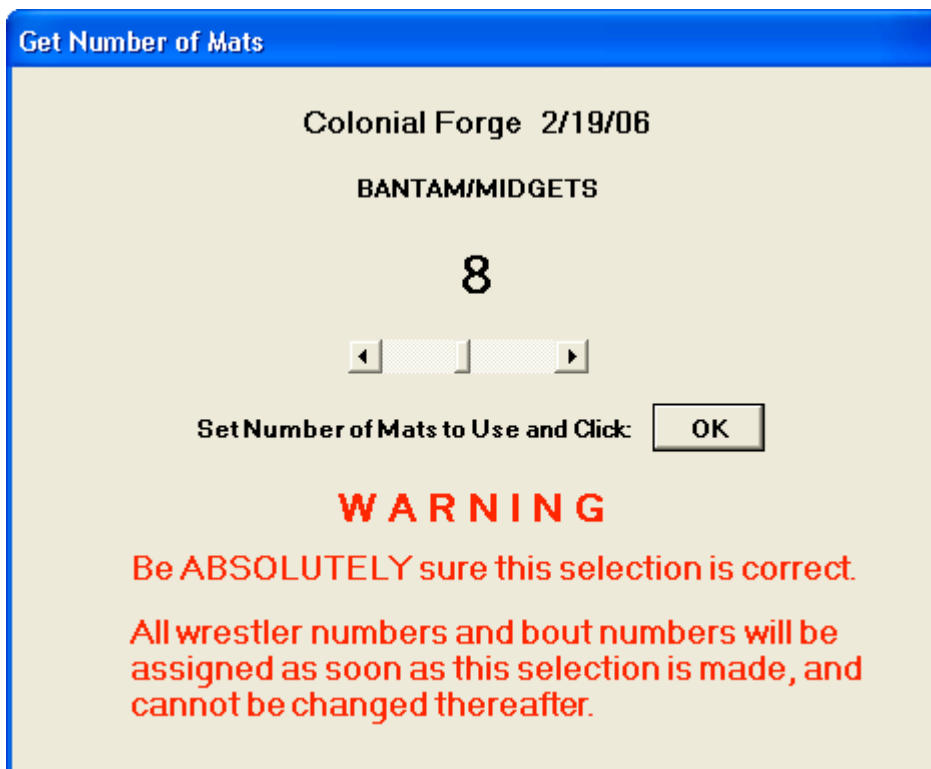 Get Number of Mats
Colonial Forge 2/19/06
BANTAM/MIDGETS
8
Set Number of Mats to Use and Click: OK
W A R N I N G
Be ABSOLUTELY sure this selection is correct.
All wrestler numbers and bout numbers will be
assigned as soon as this selection is made, and
cannot be changed thereafter.